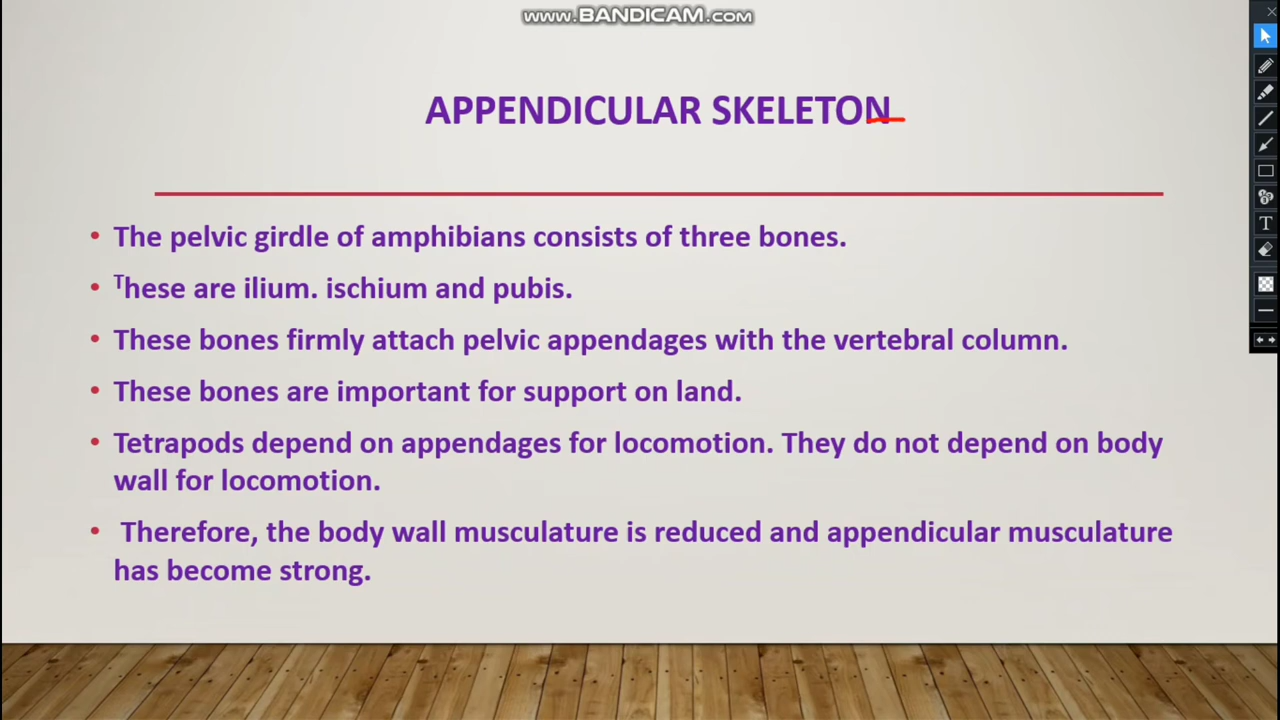 www.BANDICAM.com
APPENDICULAR SKELETON
• The pelvic girdle of amphibians consists of three bones.
• These are ilium. ischium and pubis.
• These bones firmly attach pelvic appendages with the vertebral column.
• These bones are important for support on land.
• Tetrapods depend on appendages for locomotion. They do not depend on body
wall for locomotion.
• Therefore, the body wall musculature is reduced and appendicular musculature
has become strong.